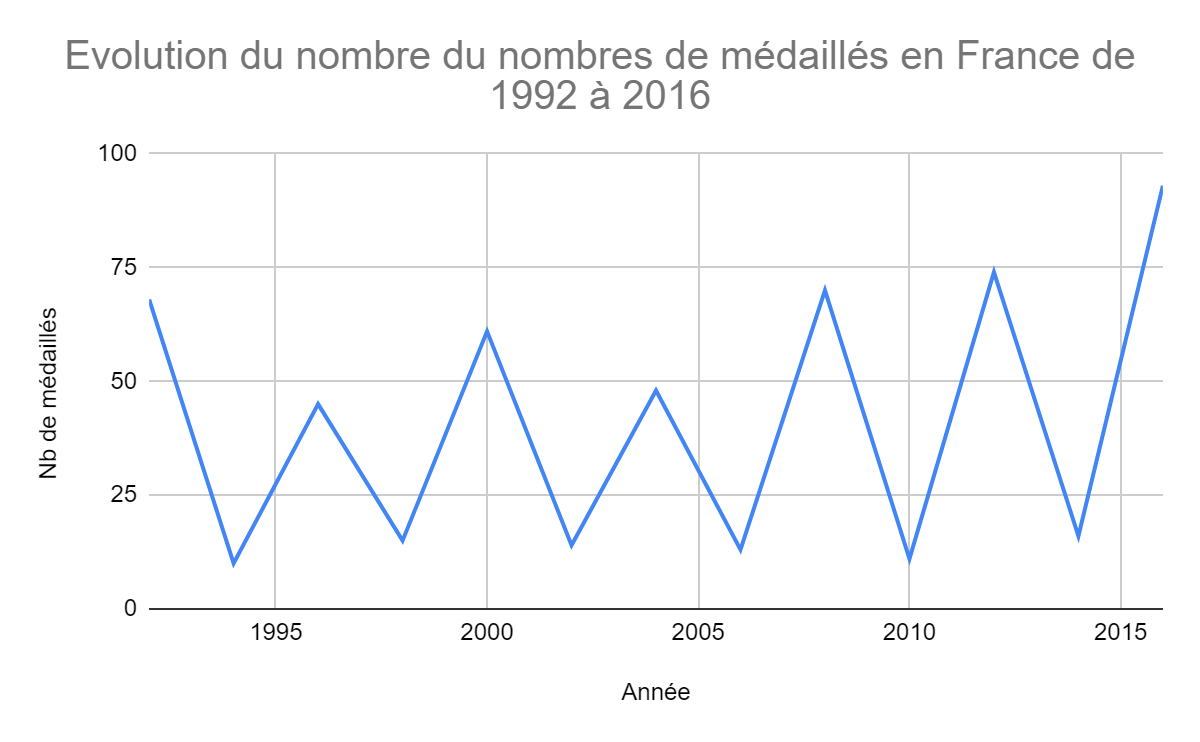 Evolution du nombre du nombres de médaillés en France de
1992 à 2016
100
75
50
25
0
Nb de médaillés
1995 2000 2005 2010 2015
Année